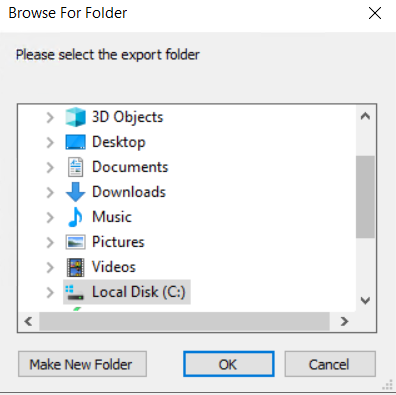 Browse For Folder
Please select the export folder
3D Objects
Desktop
Documents
Downloads
Music
Pictures
Videos
Local Disk (C:)
Make New Folder
OK
Cancel